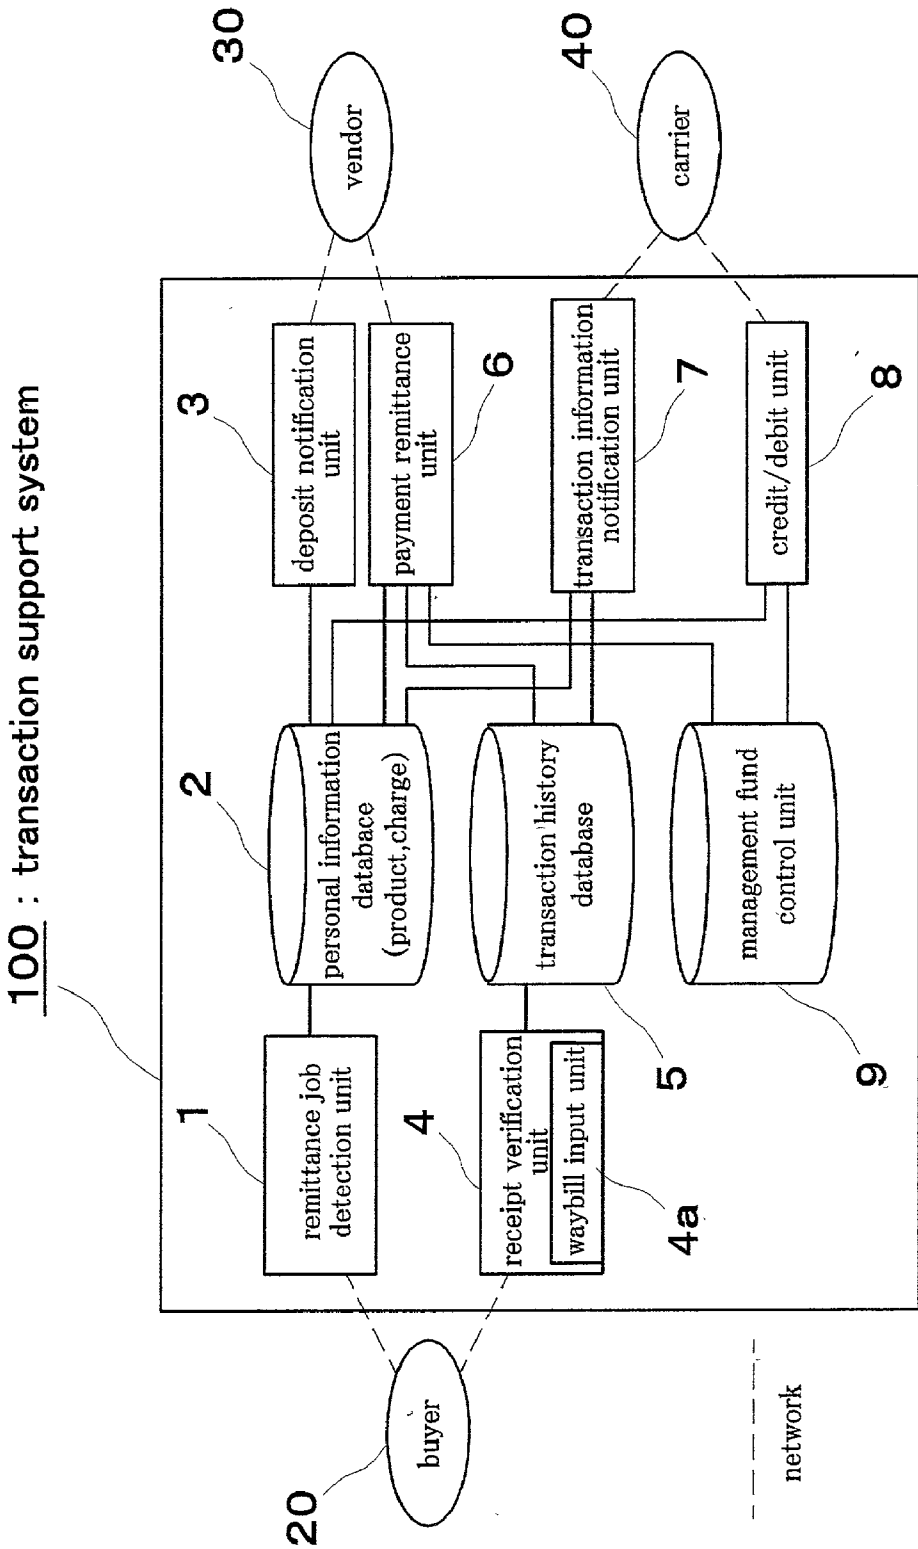 100 : transaction support system
1
2
3
30
remittance job
detection unit
personal information
databace
(product,charge)
deposit notification
unit
vendor
20
buyer
payment remittance
unit
6
4
receipt verification
unit
waybill input unit
4a
transaction history
database
5
transaction information
notification unit
7
40
carrier
management fund
control unit
9
credit/debit unit
8
network